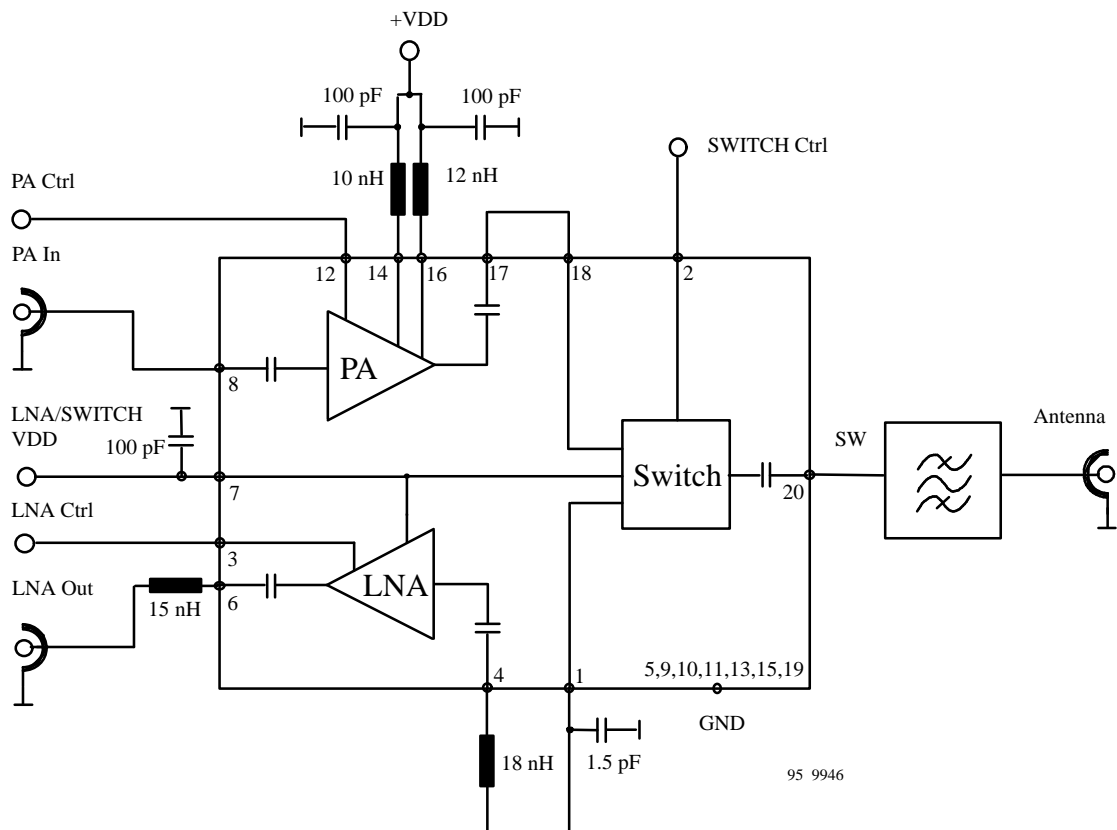 +VDD
100 pF
100 pF
SWITCH Ctrl
10 nH
12 nH
PA Ctrl
PA In
12
14
16
17
18
2
PA
8
LNA/SWITCH
VDD
100 pF
Antenna
SW
Switch
7
20
LNA Ctrl
3
LNA Out
LNA
6
15 nH
4
1
5,9,10,11,13,15,19
GND
18 nH
1.5 pF
95 9946